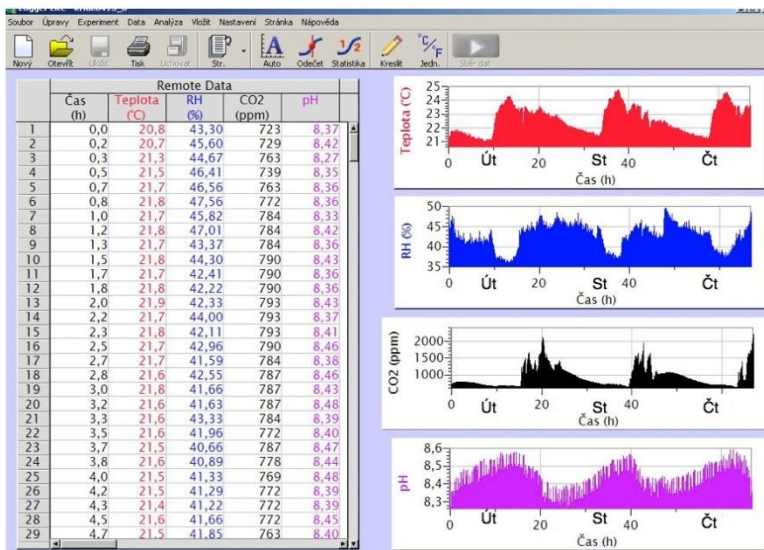 Soubor Úpravy Experiment Data Analýza Vložit Nastavení Stránka Nápověda
Nový Otevřít Uložit Tisk Uchovat Str. Auto Odečet Statistika Kreslit Jedn. Sběr dat
Remote Data
Čas Teplota RH CO2 pH
(h) (°C) (%) (ppm)
1 0,0 20,8 43,30 723 8,37
2 0,2 20,7 45,60 729 8,42
3 0,3 21,3 44,67 763 8,27
4 0,5 21,5 46,41 739 8,35
5 0,7 21,7 46,56 763 8,36
6 0,8 21,8 47,56 772 8,36
7 1,0 21,7 45,82 784 8,33
8 1,2 21,8 47,01 784 8,42
9 1,3 21,7 43,37 784 8,36
10 1,5 21,8 44,30 790 8,43
11 1,7 21,7 42,41 790 8,36
12 1,8 21,8 42,22 790 8,36
13 2,0 21,9 42,33 793 8,43
14 2,2 21,7 44,00 793 8,37
15 2,3 21,8 42,11 793 8,41
16 2,5 21,7 42,96 790 8,46
17 2,7 21,7 41,59 784 8,38
18 2,8 21,6 42,55 787 8,46
19 3,0 21,8 41,66 787 8,43
20 3,2 21,6 41,63 787 8,48
21 3,3 21,6 43,33 784 8,39
22 3,5 21,6 41,96 772 8,40
23 3,7 21,5 40,66 787 8,47
24 3,8 21,6 40,89 778 8,44
25 4,0 21,5 41,33 769 8,48
26 4,2 21,5 41,29 772 8,39
27 4,3 21,4 41,22 772 8,39
28 4,5 21,6 41,66 772 8,45
29 4,7 21,5 41,85 763 8,40
Teplota (°C)
25
24
23
22
21
0 Út 20 St 40 Čt
Čas (h)
RH (%)
50
45
40
35
0 Út 20 St 40 Čt
Čas (h)
CO2 (ppm)
2000
1500
1000
0 Út 20 St 40 Čt
Čas (h)
pH
8,6
8,5
8,4
8,3
0 Út 20 St 40 Čt
Čas (h)